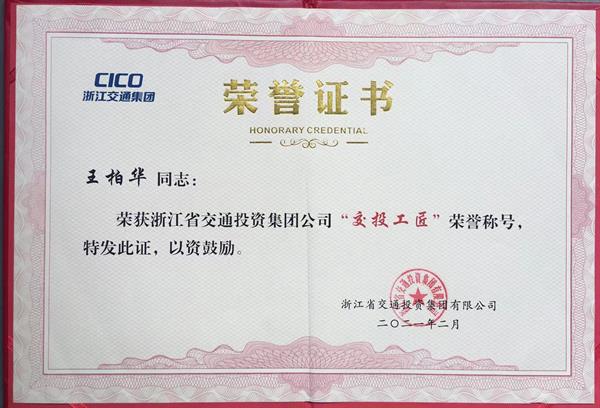 CICO
浙江交通集团
荣誉证书
HONORARY CREDENTIAL
王柏华 同志：
荣获浙江省交通投资集团公司“交投工匠”荣誉称号，
特发此证，以资鼓励。
浙江省交通投资集团有限公司
二〇二一年二月